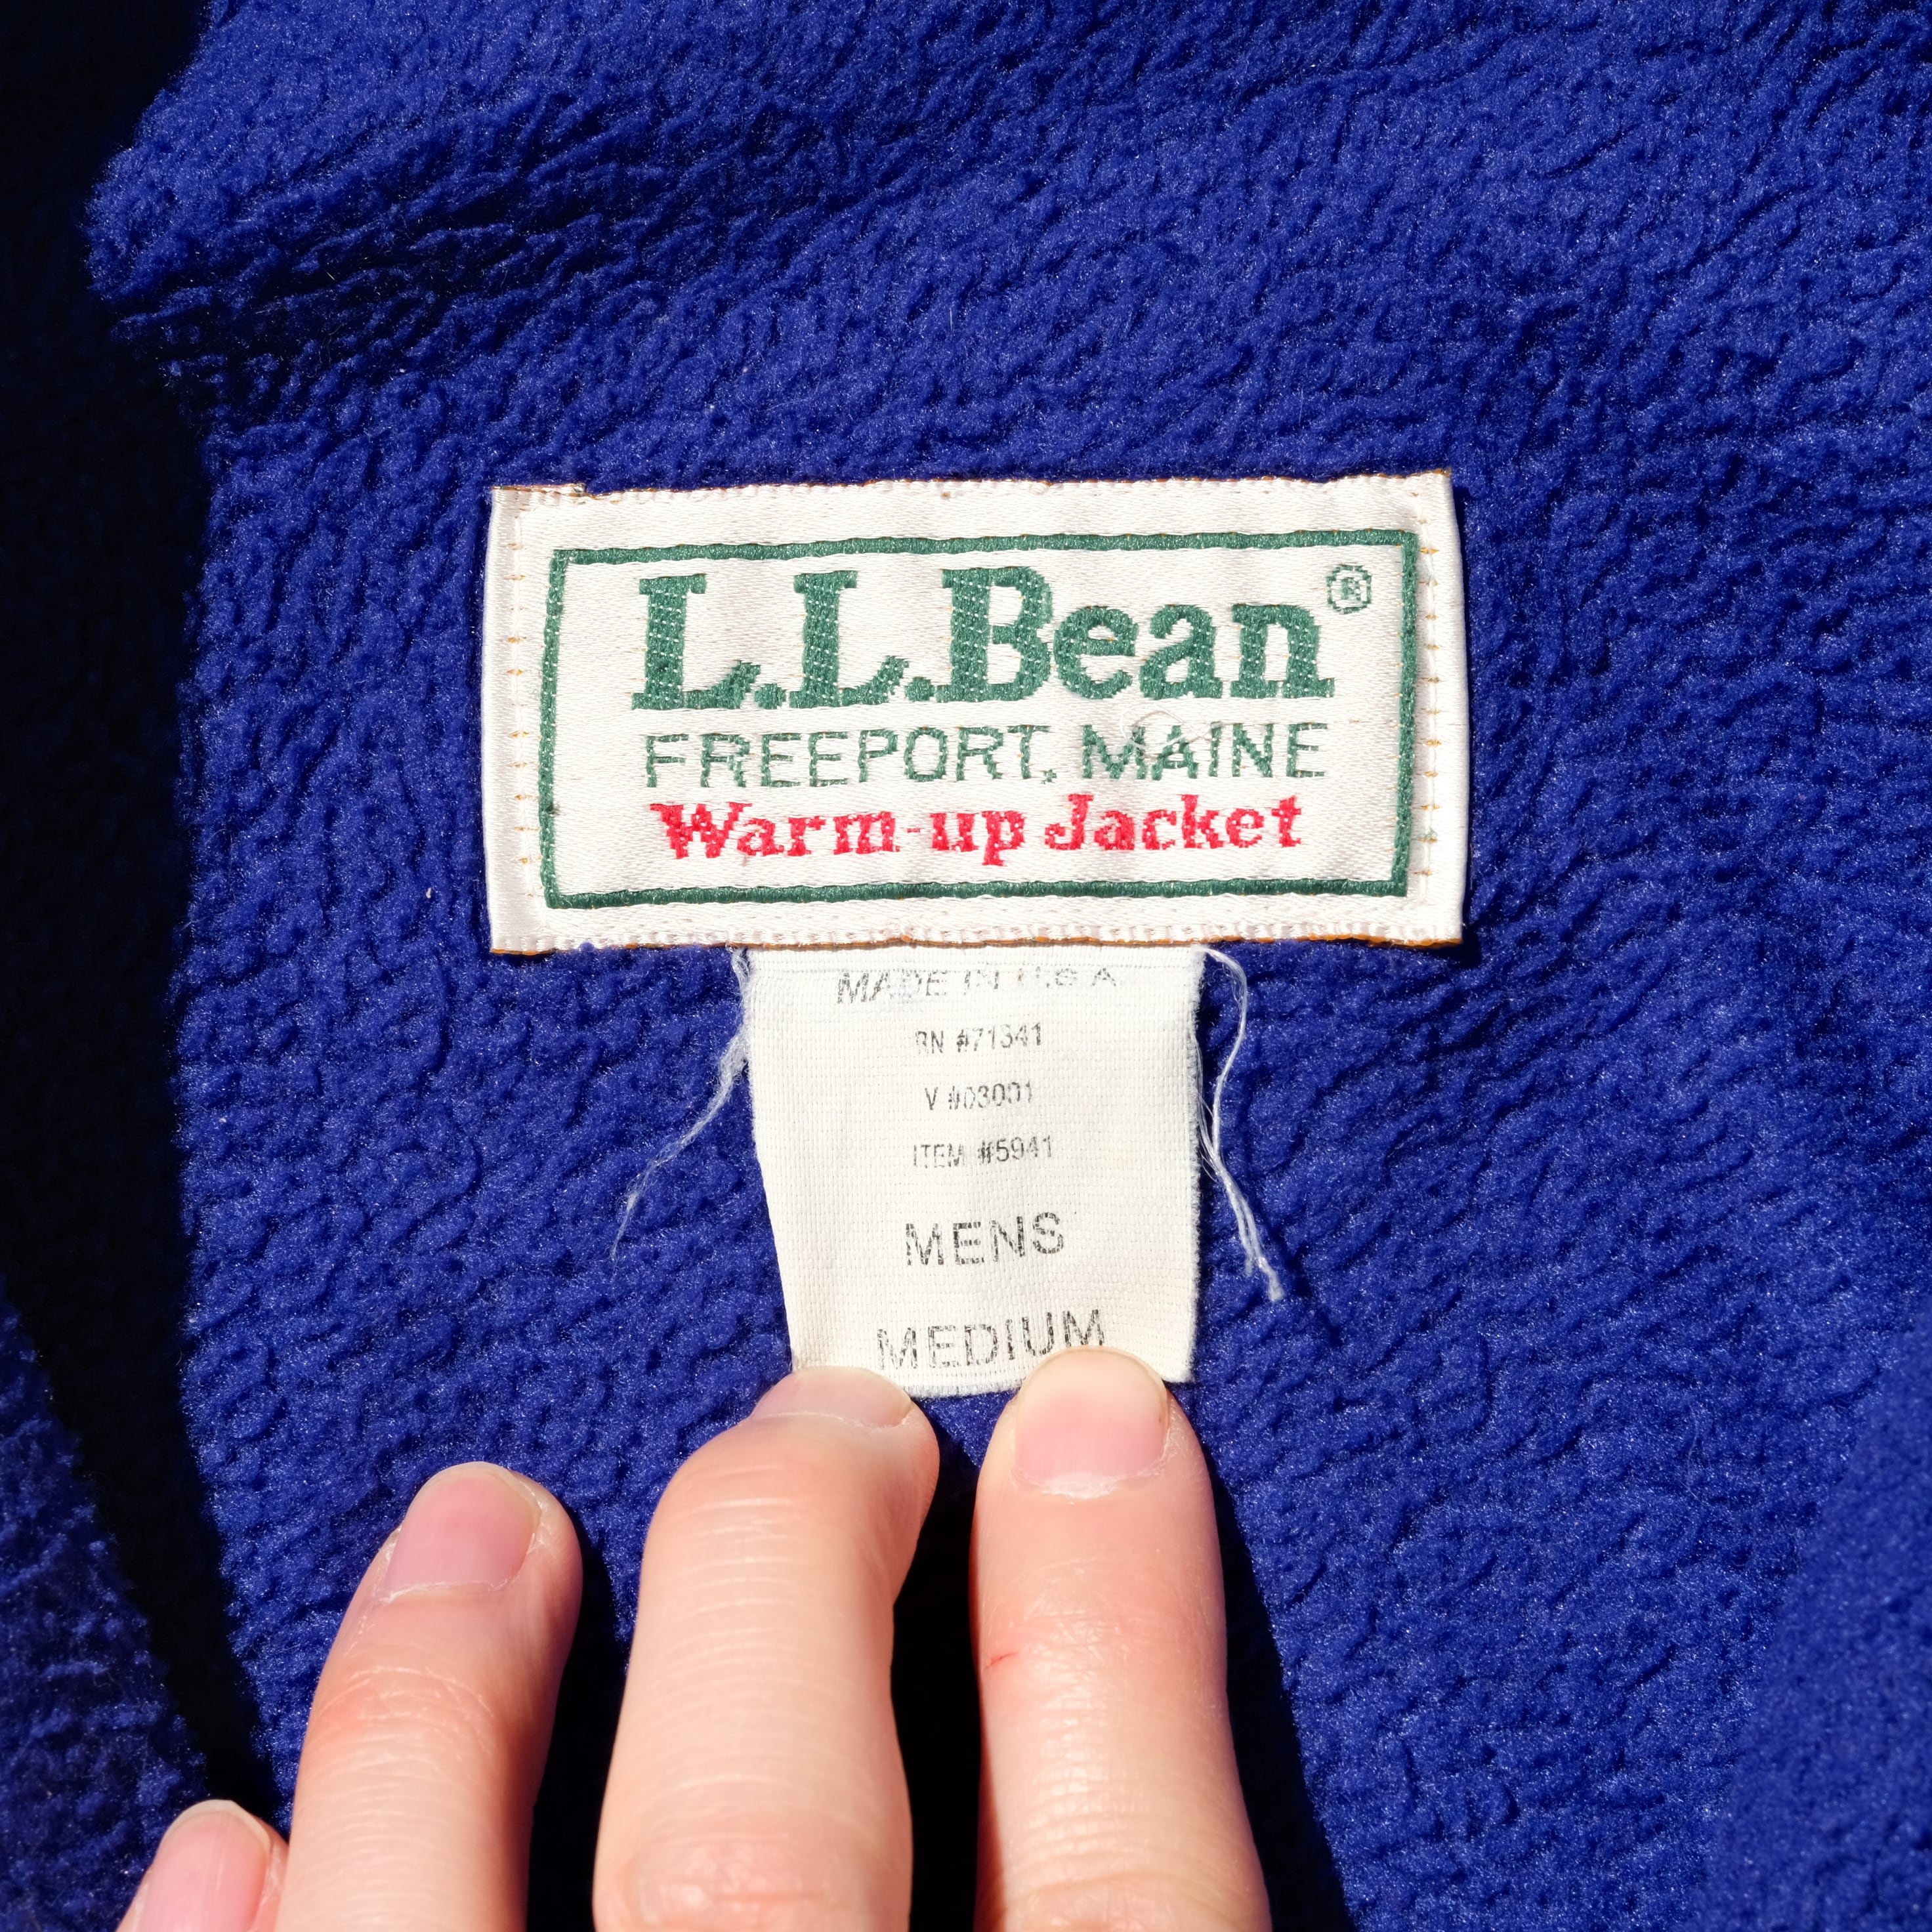 L.L.Bean®
FREEPORT, MAINE
Warm-up Jacket
MADE IN U.S.A
RN #71341
V #03001
ITEM #5941
MENS
MEDIUM